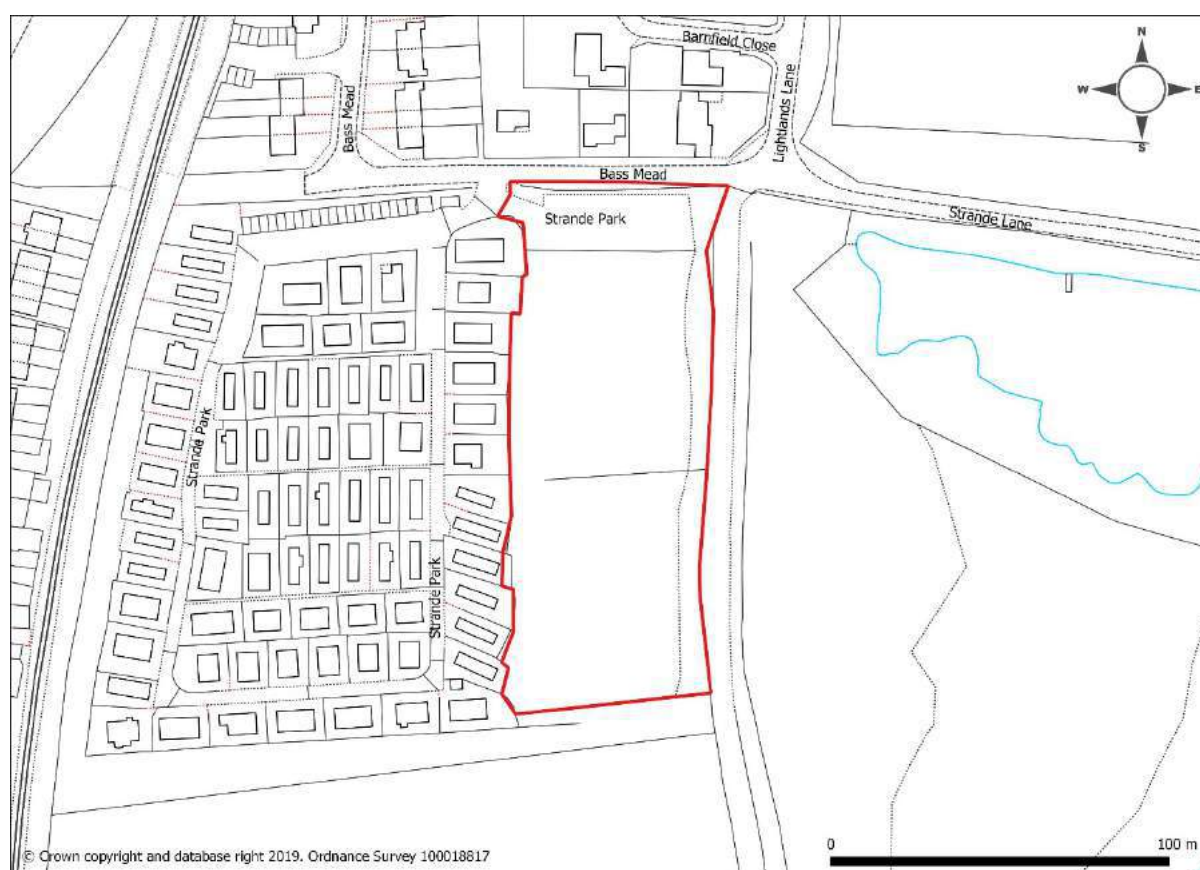 Barnfield Close
N
W
E
S
Lightlands Lane
Bass Mead
Bass Mead
Strande Park
Strande Lane
Strande Park
Strande Park
© Crown copyright and database right 2019. Ordnance Survey 100018817
0
100 m